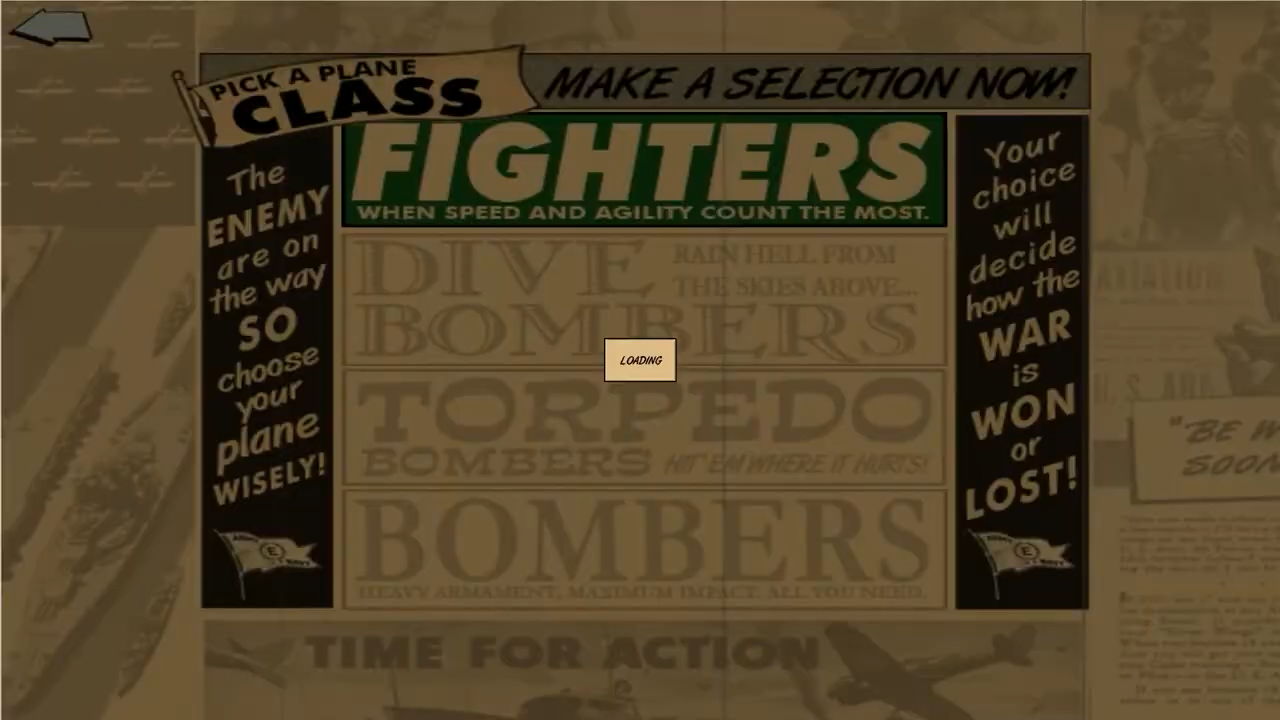 PICK A PLANE
CLASS
MAKE A SELECTION NOW!
The
ENEMY
are on
the way
SO
choose
your
plane
WISELY!
FIGHTERS
WHEN SPEED AND AGILITY COUNT THE MOST.
DIVE
BOMBERS
RAIN HELL FROM
THE SKIES ABOVE...
LOADING
TORPEDO
BOMBERS HIT 'EM WHERE IT HURTS!
BOMBERS
HEAVY ARMAMENT, MAXIMUM IMPACT, ALL YOU NEED.
Your
choice
will
decide
how the
WAR
is
WON
or
LOST!
E
E
TIME FOR ACTION
"BE
SOON